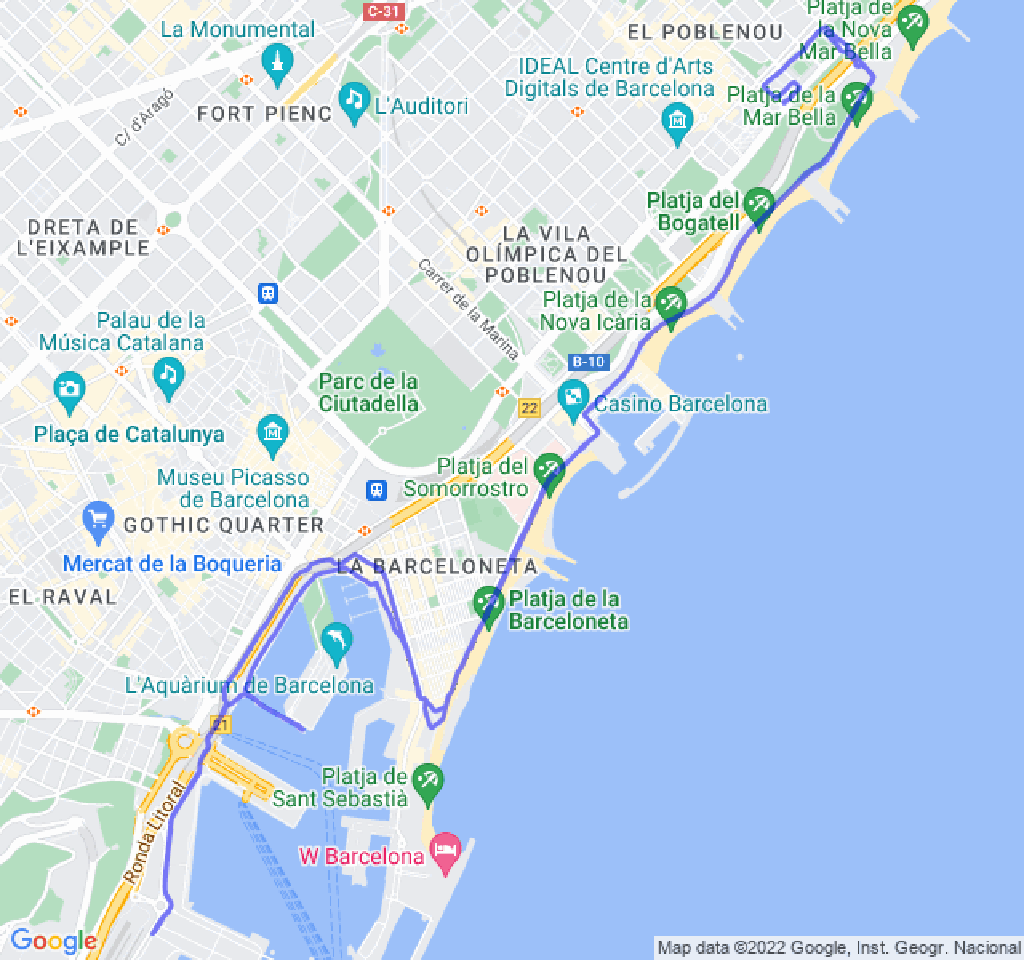 C-31
Platja de
la Nova
Mar Bella
La Monumental
EL POBLENOU
IDEAL Centre d'Arts
Digitals de Barcelona
C/ d'Aragó
FORT PIENC
L'Auditori
Platja de la
Mar Bella
Platja del
Bogatell
DRETA DE
L'EIXAMPLE
LA VILA
OLÍMPICA DEL
POBLENOU
Carrer de la Marina
Platja de la
Nova Icària
Palau de la
Música Catalana
B-10
Parc de la
Ciutadella
22
Casino Barcelona
Plaça de Catalunya
Museu Picasso
de Barcelona
Platja del
Somorrostro
GOTHIC QUARTER
Mercat de la Boqueria
LA BARCELONETA
EL RAVAL
Platja de la
Barceloneta
L'Aquàrium de Barcelona
21
Platja de
Sant Sebastià
Ronda Litoral
W Barcelona
Google
Map data ©2022 Google, Inst. Geogr. Nacional